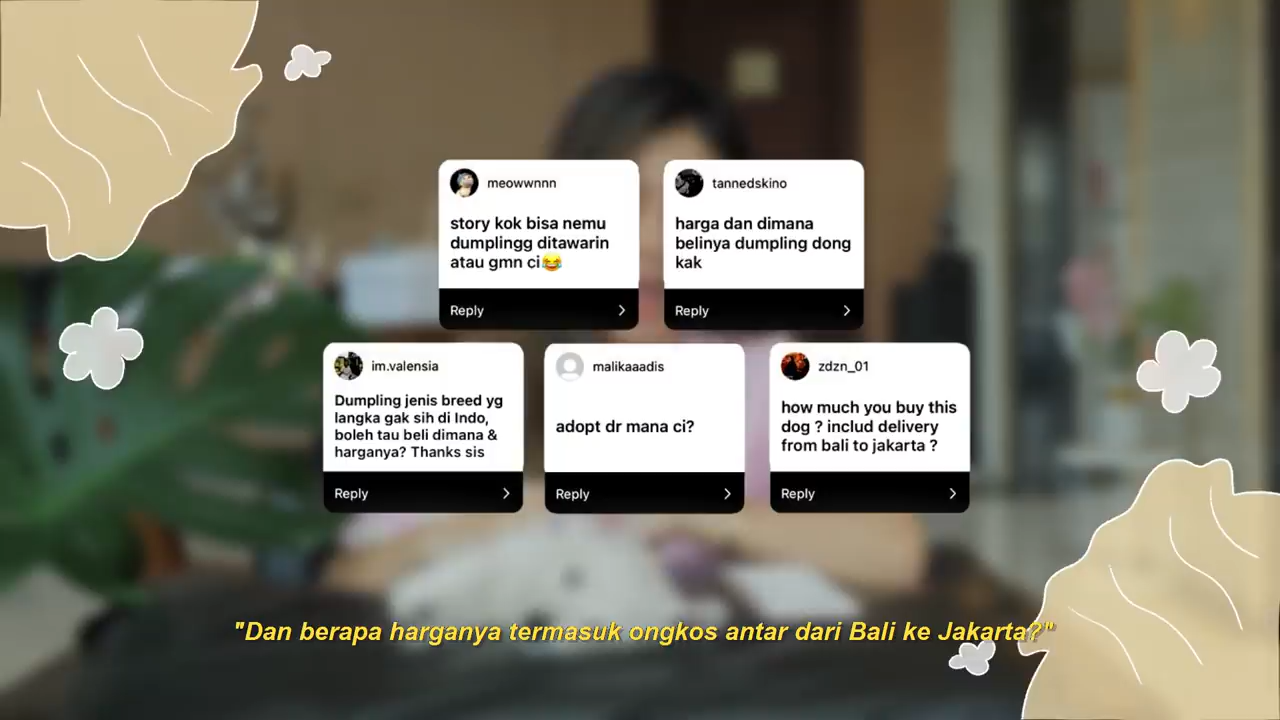 meowwnnn
story kok bisa nemu
dumplingg ditawarin
atau gmn ci😂
Reply
tannedskino
harga dan dimana
belinya dumpling dong
kak
Reply
im.valensia
Dumpling jenis breed yg
langka gak sih di Indo,
boleh tau beli dimana &
harganya? Thanks sis
Reply
malikaaadis
adopt dr mana ci?
Reply
zdzn_01
how much you buy this
dog ? includ delivery
from bali to jakarta ?
Reply
"Dan berapa harganya termasuk ongkos antar dari Bali ke Jakarta?"